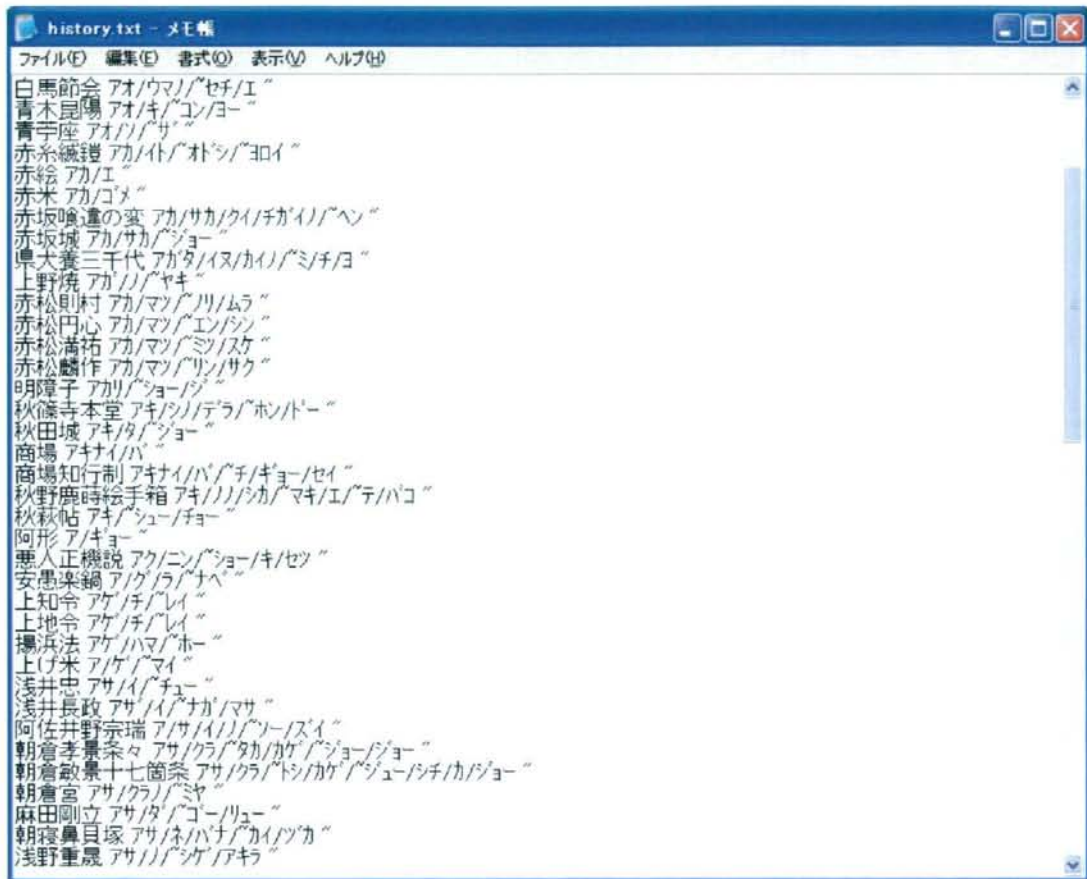 history.txt - メモ帳
ファイル(F) 編集(E) 書式(O) 表示(V) ヘルプ(H)
白馬節会 アオ/ウマノ/~セチ/エ ”
青木昆陽 アオ/キ/~コン/ヨー ”
青苧座 アオ/ソ/~ザ ”
赤糸縅鎧 アカ/イト/~オドシ/~ヨロイ ”
赤絵 アカ/エ ”
赤米 アカ/ゴメ ”
赤坂喰違の変 アカ/サカ/クイ/チガイノ/~ヘン ”
赤坂城 アカ/サカ/~ジョー ”
県犬養三千代 アガタ/イヌ/カイノ/~ミ/チ/ヨ ”
上野焼 アガ/ノ/~ヤキ ”
赤松則村 アカ/マツ/~ノリ/ムラ ”
赤松円心 アカ/マツ/~エン/シン ”
赤松満祐 アカ/マツ/~ミツ/スケ ”
赤松麟作 アカ/マツ/~リン/サク ”
明障子 アカリ/~ショー/ジ ”
秋篠寺本堂 アキ/シノ/デラ/~ホン/ドー ”
秋田城 アキ/タ/~ジョー ”
商場 アキナイ/バ ”
商場知行制 アキナイ/バ/~チ/ギョー/セイ ”
秋野鹿蒔絵手箱 アキ/ノノ/シカ/~マキ/エ/~テ/バコ ”
秋萩帖 アキ/~シュー/チョー ”
阿形 ア/ギョー ”
悪人正機説 アク/ニン/~ショー/キ/セツ ”
安愚楽鍋 ア/グ/ラ/~ナベ ”
上知令 アゲ/チ/~レイ ”
上地令 アゲ/チ/~レイ ”
揚浜法 アゲ/ハマ/~ホー ”
上げ米 ア/ゲ/~マイ ”
浅井忠 アサ/イ/~チュー ”
浅井長政 アザ/イ/~ナガ/マサ ”
阿佐井野宗瑞 ア/サ/イ/ノ/~ソー/ズイ ”
朝倉孝景条々 アサ/クラ/~タカ/カゲ/~ジョー/ジョー ”
朝倉敏景十七箇条 アサ/クラ/~トシ/カゲ/~ジュー/シチ/カ/ジョー ”
朝倉宮 アサ/クラノ/~ミヤ ”
麻田剛立 アサ/ダ/~ゴー/リュー ”
朝寝鼻貝塚 アサ/ネ/バナ/~カイ/ヅカ ”
浅野重晟 アサ/ノ/~シゲ/アキラ ”